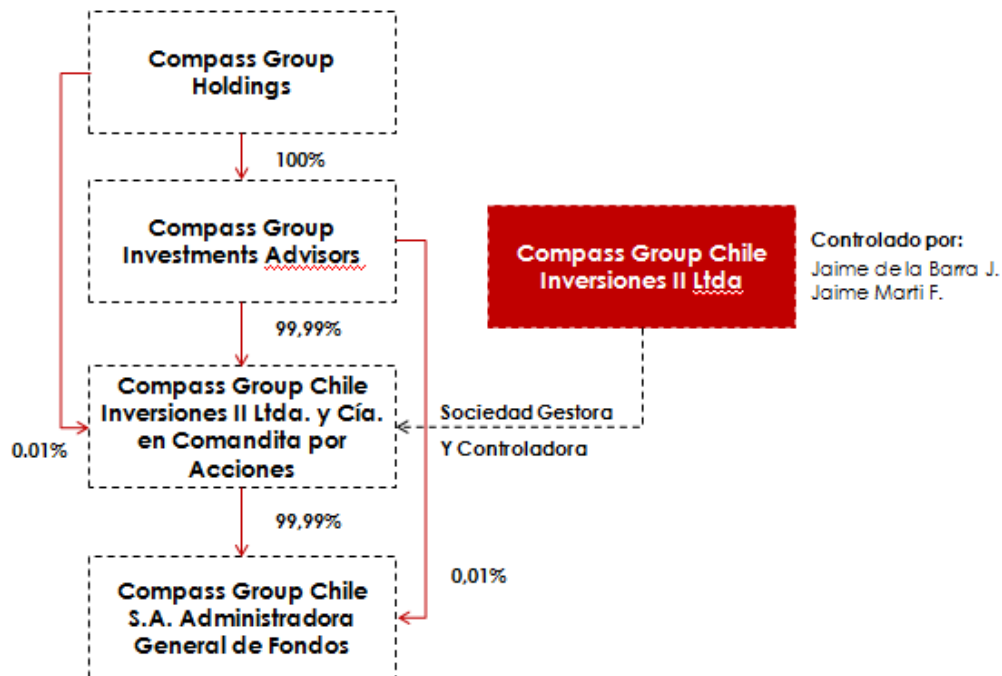 Compass Group
Holdings
100%
Compass Group
Investments Advisors
Compass Group Chile
Inversiones II Ltda
Controlado por:
Jaime de la Barra J.
Jaime Marti F.
99,99%
Compass Group Chile
Inversiones II Ltda. y Cía.
en Comandita por
Acciones
Sociedad Gestora
Y Controladora
0.01%
99,99%
0,01%
Compass Group Chile
S.A. Administradora
General de Fondos